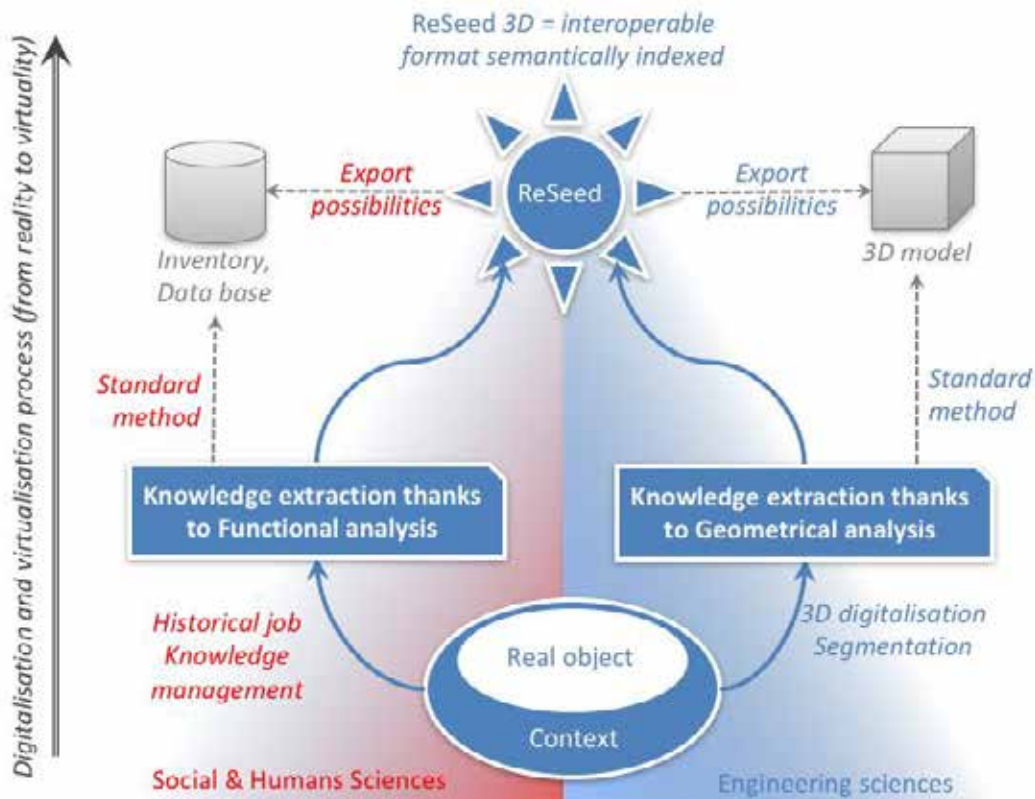 Digitalisation and virtualisation process (from reality to virtuality)
ReSeed 3D = interoperable
format semantically indexed
ReSeed
Export
possibilities
Export
possibilities
Inventory,
Data base
3D model
Standard
method
Standard
method
Knowledge extraction thanks
to Functional analysis
Knowledge extraction thanks
to Geometrical analysis
Historical job
Knowledge
management
3D digitalisation
Segmentation
Real object
Context
Social & Humans Sciences
Engineering sciences